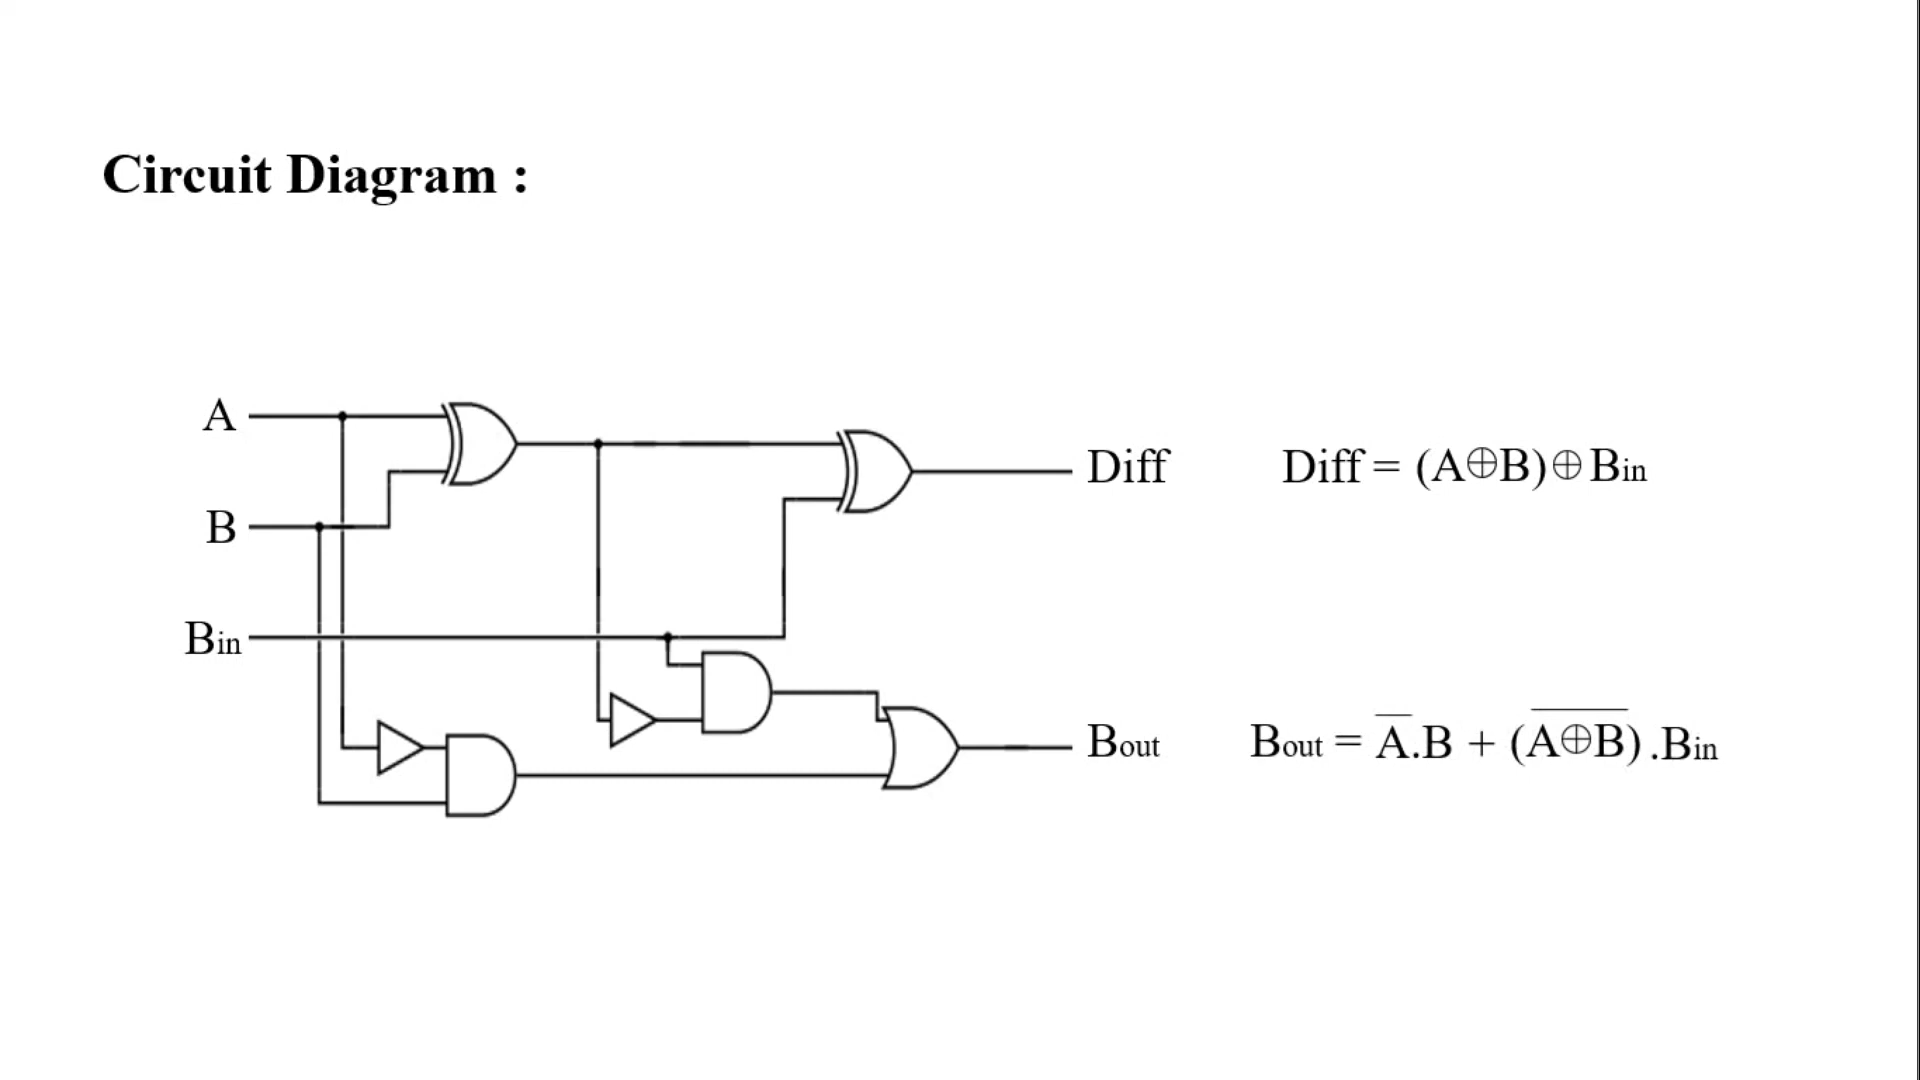 Circuit Diagram :
A
B
Bin
Diff
Diff = (A⊕B)⊕Bin
Bout
Bout = A̅.B + (A̅⊕̅B̅).Bin